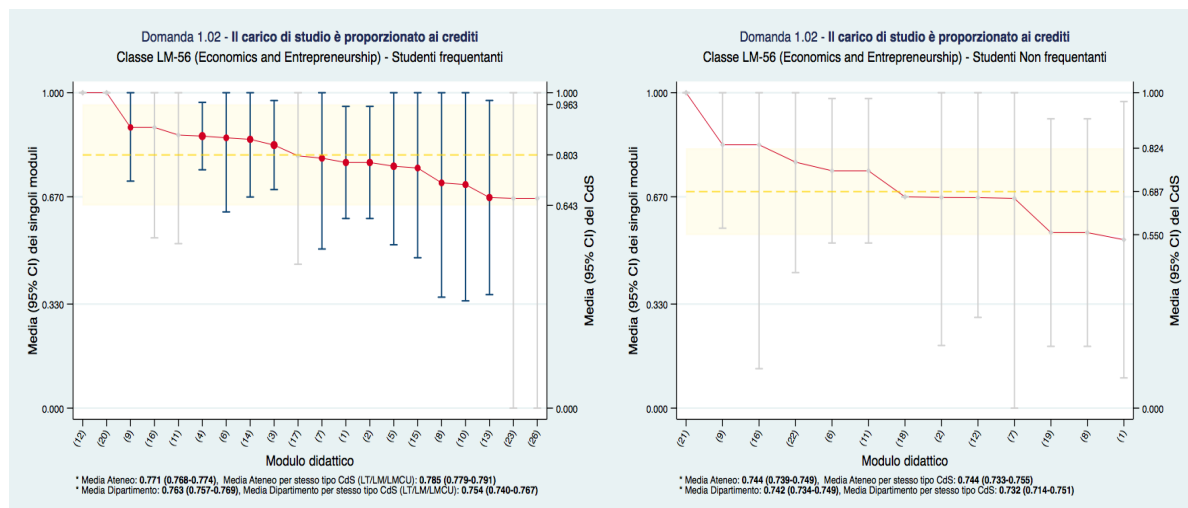 Domanda 1.02 - Il carico di studio è proporzionato ai crediti
Classe LM-56 (Economics and Entrepreneurship) - Studenti frequentanti
Media (95% CI) dei singoli moduli
1.000
0.670
0.330
0.000
1.000
0.963
0.803
0.643
0.000
Media (95% CI) del CdS
(12) (20) (9) (16) (11) (4) (6) (14) (3) (17) (7) (1) (2) (5) (15) (8) (10) (13) (23) (26)
Modulo didattico
* Media Ateneo: 0.771 (0.768-0.774), Media Ateneo per stesso tipo CdS (LT/LM/LMCU): 0.785 (0.779-0.791)
* Media Dipartimento: 0.763 (0.757-0.769), Media Dipartimento per stesso tipo CdS (LT/LM/LMCU): 0.754 (0.740-0.767)
Domanda 1.02 - Il carico di studio è proporzionato ai crediti
Classe LM-56 (Economics and Entrepreneurship) - Studenti Non frequentanti
Media (95% CI) dei singoli moduli
1.000
0.670
0.330
0.000
1.000
0.824
0.687
0.550
0.000
Media (95% CI) del CdS
(21) (9) (16) (22) (6) (11) (18) (2) (12) (7) (19) (8) (1)
Modulo didattico
* Media Ateneo: 0.744 (0.739-0.749), Media Ateneo per stesso tipo CdS: 0.744 (0.733-0.755)
* Media Dipartimento: 0.742 (0.734-0.749), Media Dipartimento per stesso tipo CdS: 0.732 (0.714-0.751)